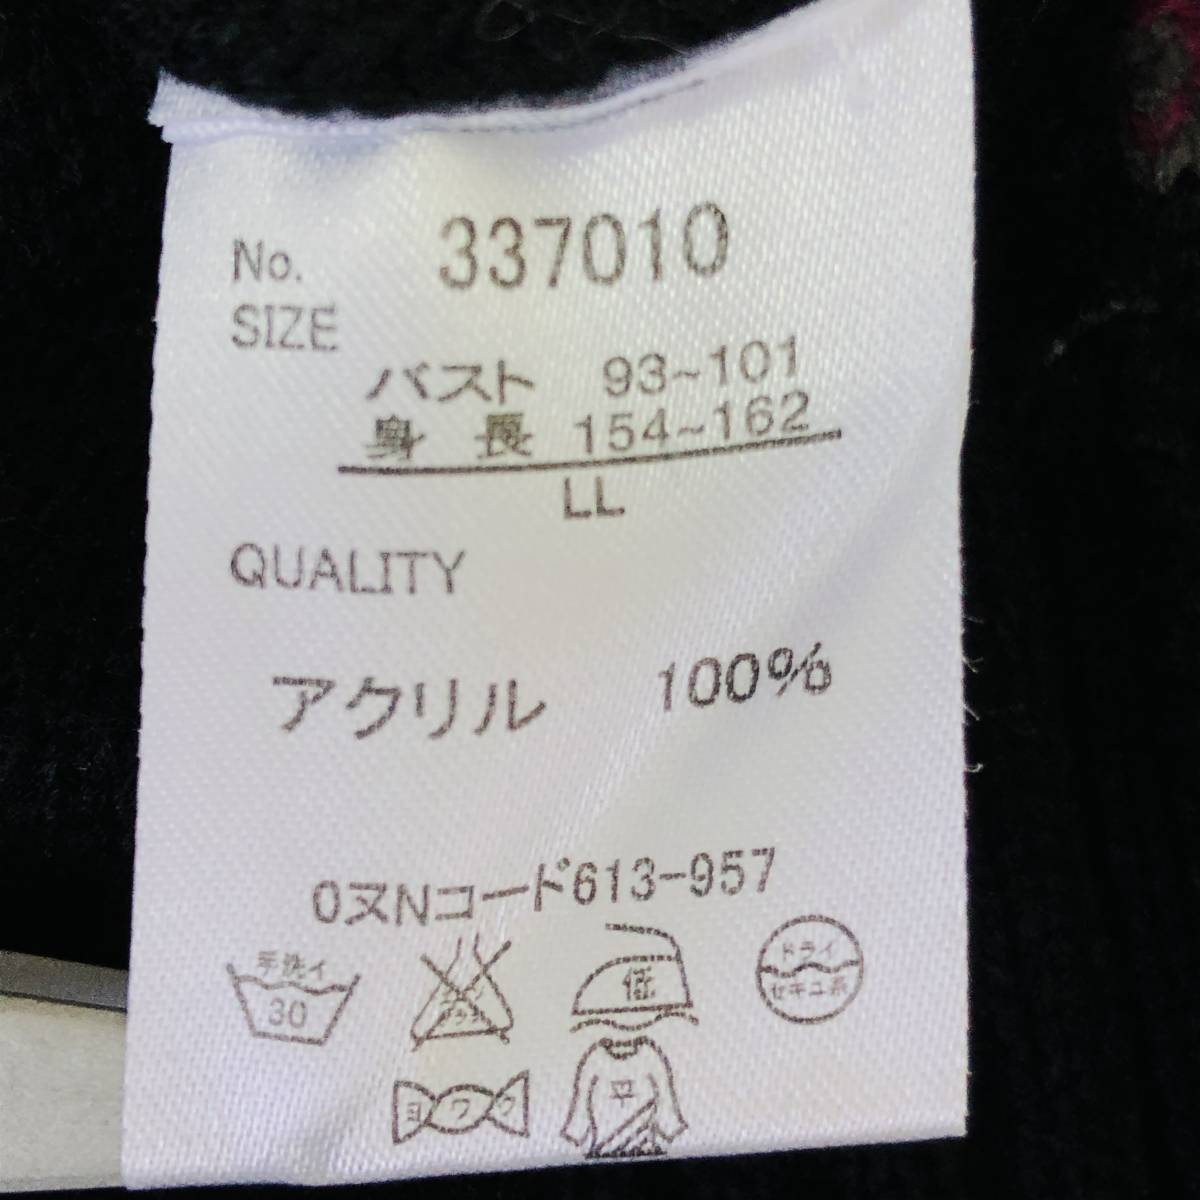 No. 337010
SIZE
バスト 93~101
身長 154~162
LL
QUALITY
アクリル 100%
0ヌNコード613-957
手洗イ
30
低
ドライ
セキユ系
ヨワク
平